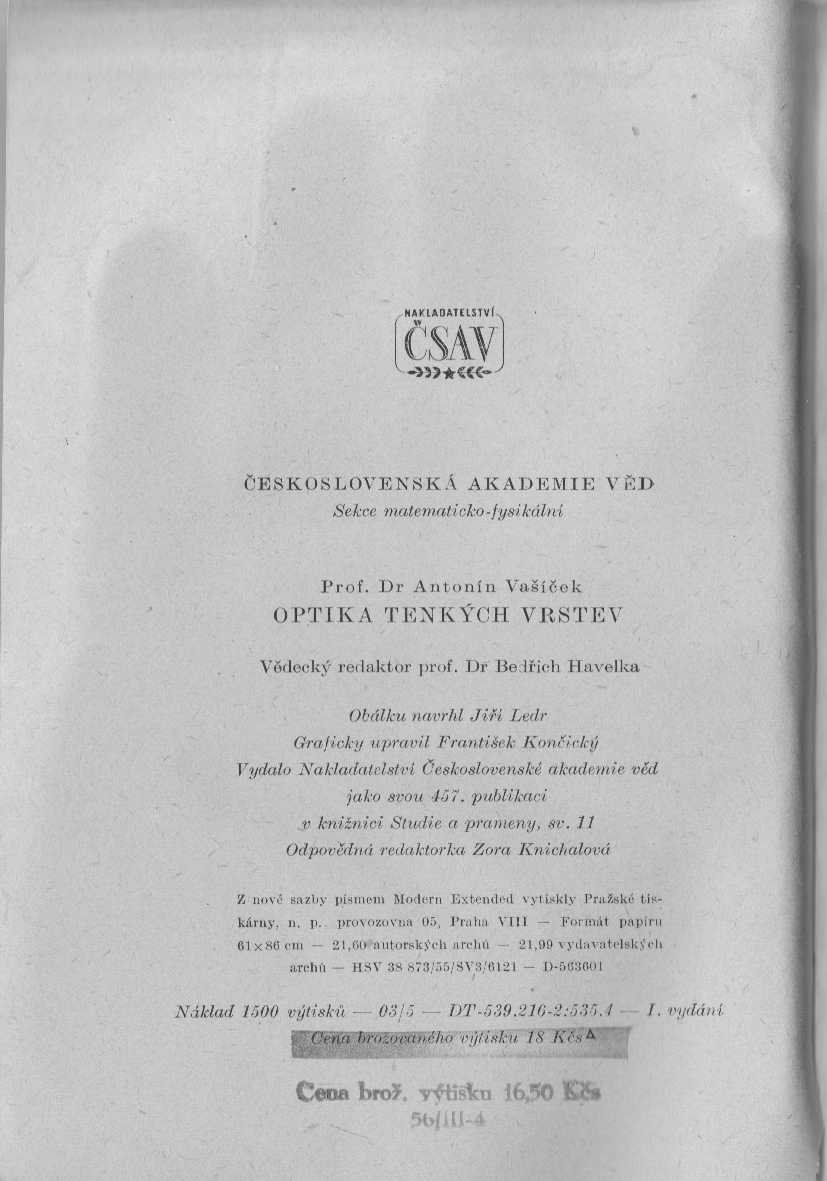 NAKLADATELSTVÍ
ČSAV
ČESKOSLOVENSKÁ AKADEMIE VĚD
Sekce matematicko-fysikální
Prof. Dr Antonín Vašíček
OPTIKA TENKÝCH VRSTEV
Vědecký redaktor prof. Dr Bedřich Havelka
Obálku navrhl Jiří Ledr
Graficky upravil František Končický
Vydalo Nakladatelství Československé akademie věd
jako svou 457. publikaci
v knižnici Studie a prameny, sv. 11
Odpovědná redaktorka Zora Knichalová
Z nové sazby písmem Modern Extended vytiskly Pražské tis-
kárny, n. p., provozovna 05, Praha VIII — Formát papíru
61×86 cm — 21,60 autorských archů — 21,99 vydavatelských
archů — HSV 38 873/55/SV3/6121 — D-563601
Náklad 1500 výtisků — 03/5 — DT-539.216-2:535.4 — I. vydání
Cena brožovaného výtisku 18 Kčs
Cena brož. výtisku 16,50 Kčs
56/III-4